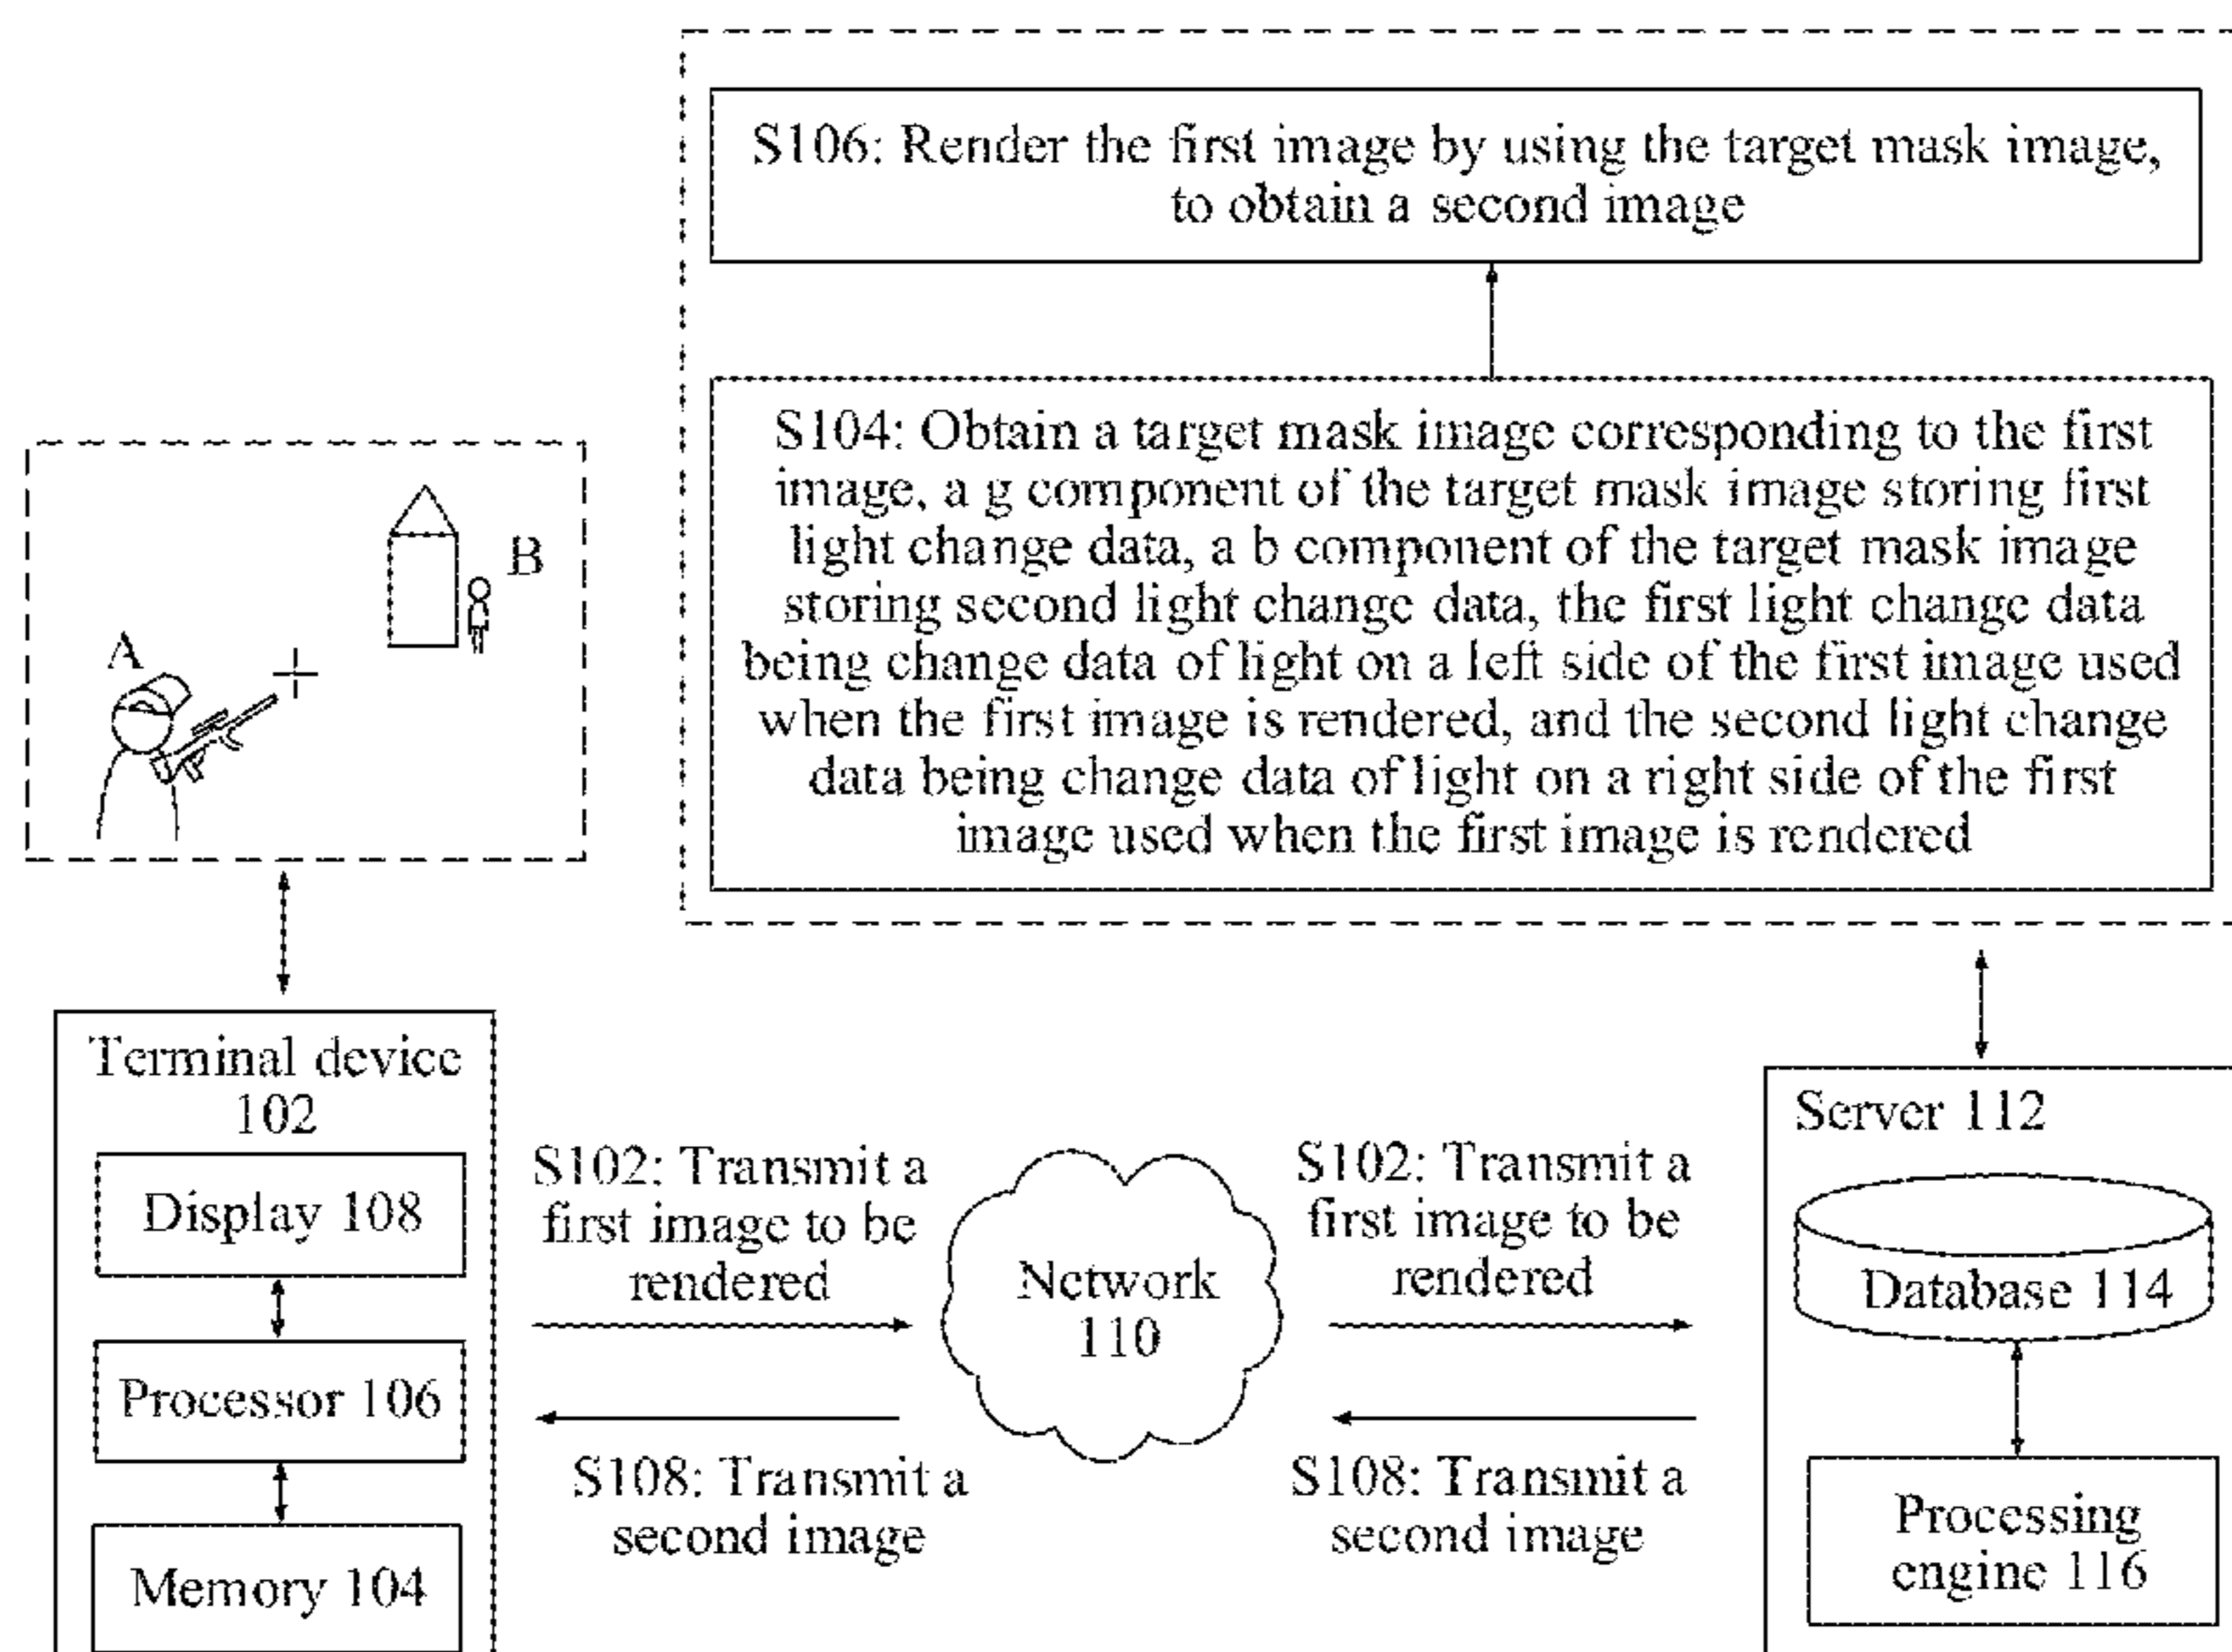 S106: Render the first image by using the target mask image,
to obtain a second image
S104: Obtain a target mask image corresponding to the first
image, a g component of the target mask image storing first
light change data, a b component of the target mask image
storing second light change data, the first light change data
being change data of light on a left side of the first image used
when the first image is rendered, and the second light change
data being change data of light on a right side of the first
image used when the first image is rendered
A
B
Terminal device
102
Display 108
Processor 106
Memory 104
S102: Transmit a
first image to be
rendered
S108: Transmit a
second image
Network
110
S102: Transmit a
first image to be
rendered
S108: Transmit a
second image
Server 112
Database 114
Processing
engine 116